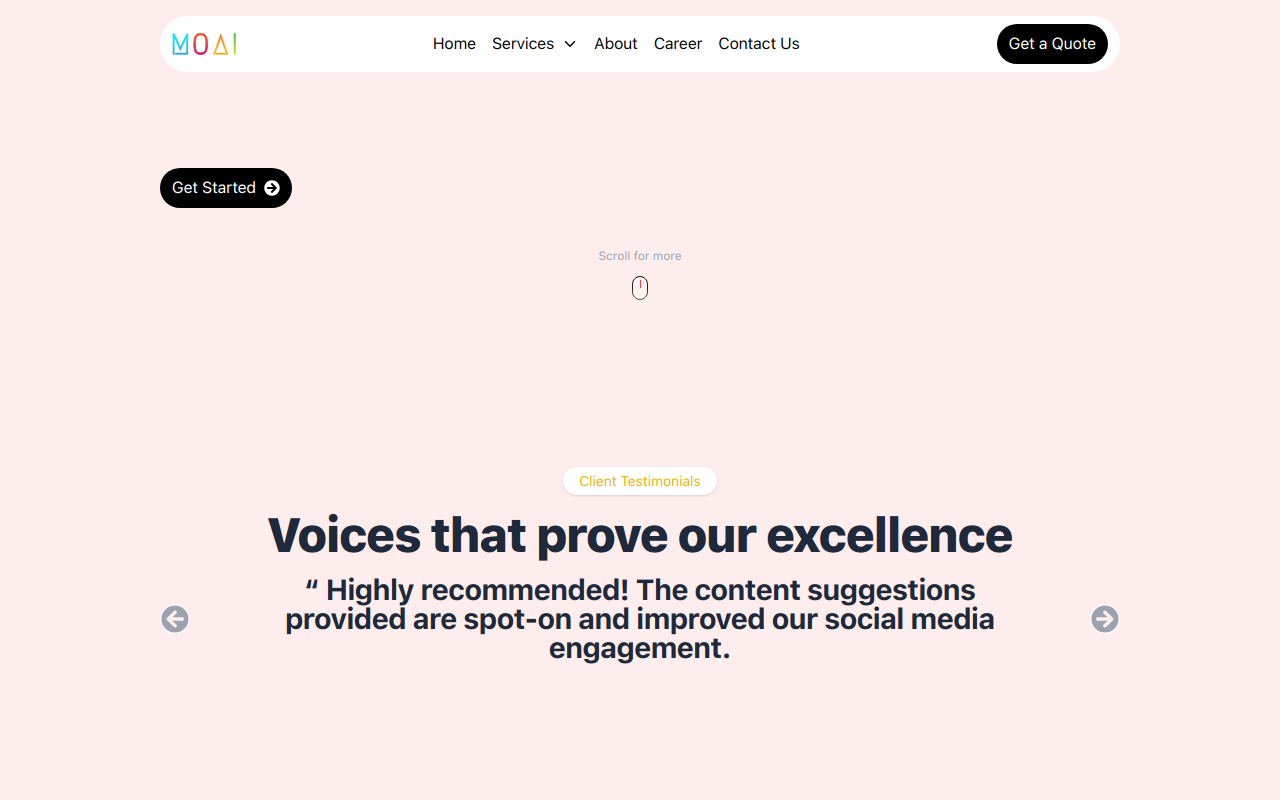 MOAI
Home Services About Career Contact Us
Get a Quote
Get Started
Scroll for more
Client Testimonials
Voices that prove our excellence
“ Highly recommended! The content suggestions
provided are spot-on and improved our social media
engagement.